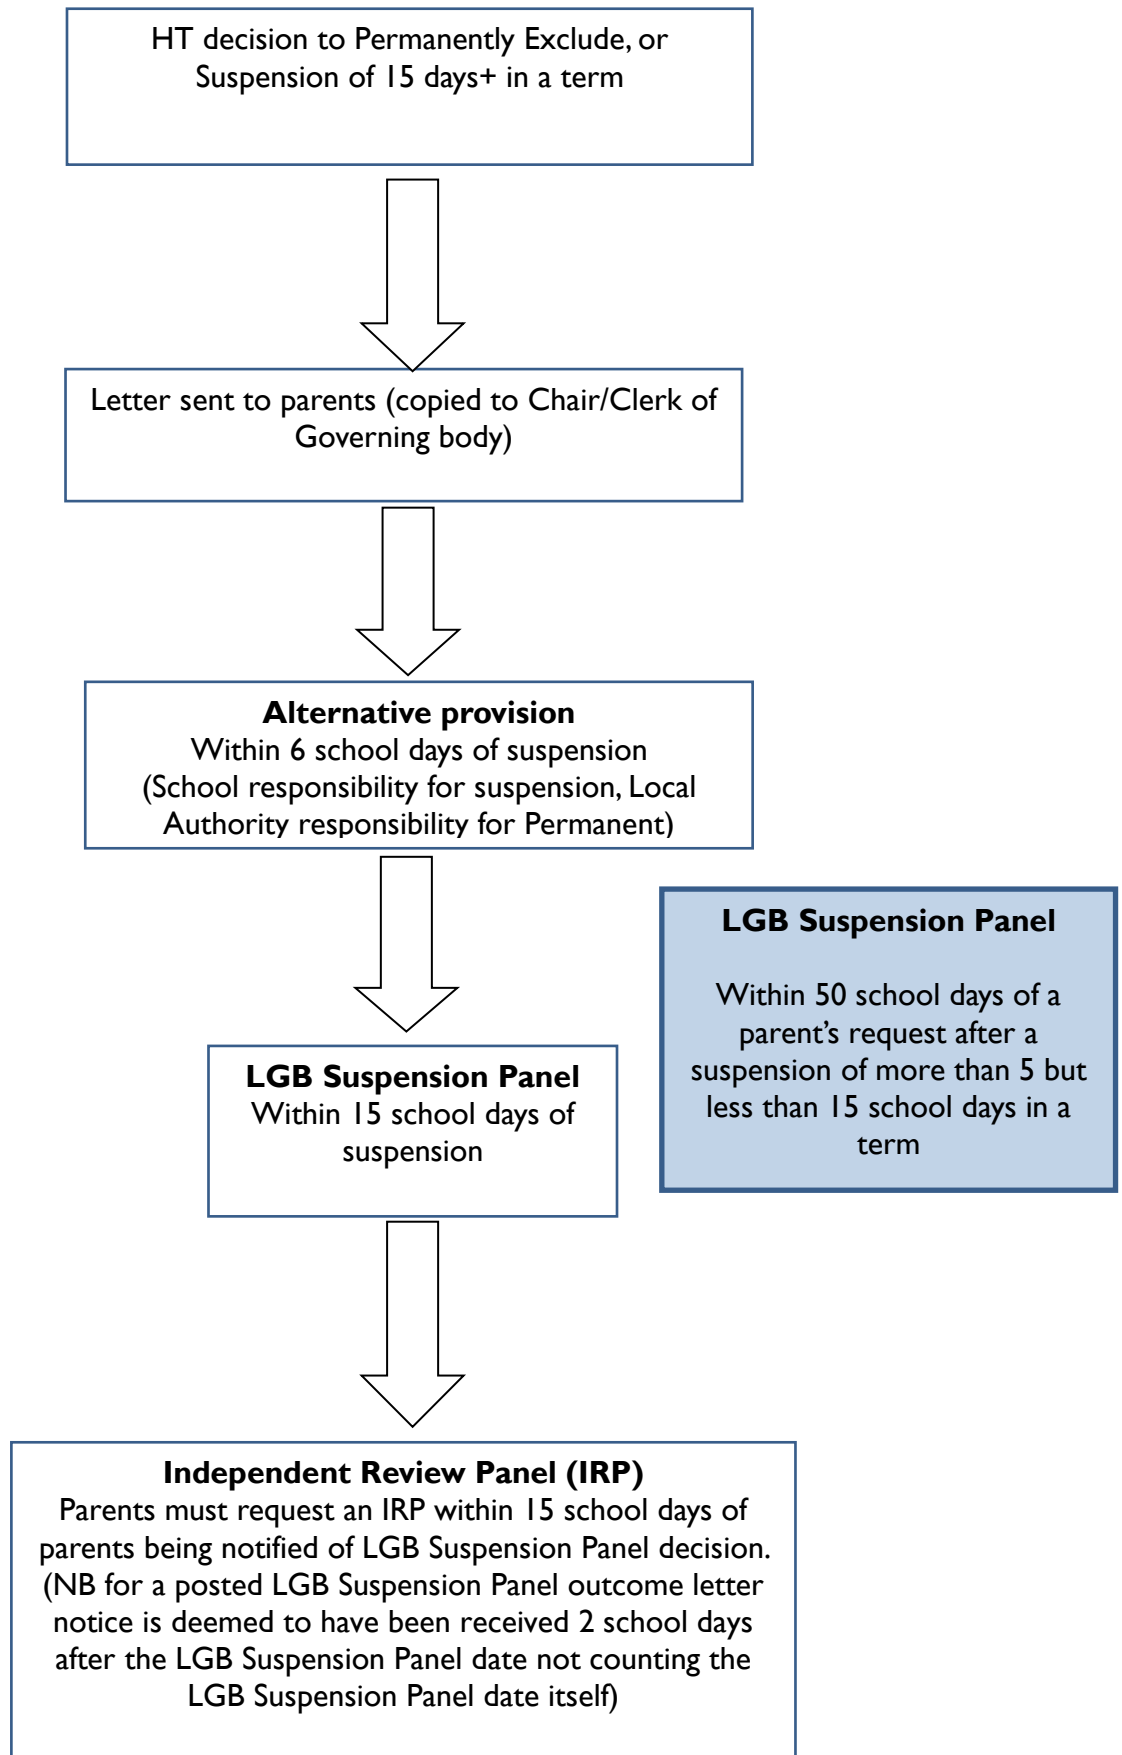 HT decision to Permanently Exclude, or
Suspension of 15 days+ in a term
Letter sent to parents (copied to Chair/Clerk of
Governing body)
Alternative provision
Within 6 school days of suspension
(School responsibility for suspension, Local
Authority responsibility for Permanent)
LGB Suspension Panel
Within 50 school days of a
parent’s request after a
suspension of more than 5 but
less than 15 school days in a
term
LGB Suspension Panel
Within 15 school days of
suspension
Independent Review Panel (IRP)
Parents must request an IRP within 15 school days of
parents being notified of LGB Suspension Panel decision.
(NB for a posted LGB Suspension Panel outcome letter
notice is deemed to have been received 2 school days
after the LGB Suspension Panel date not counting the
LGB Suspension Panel date itself)